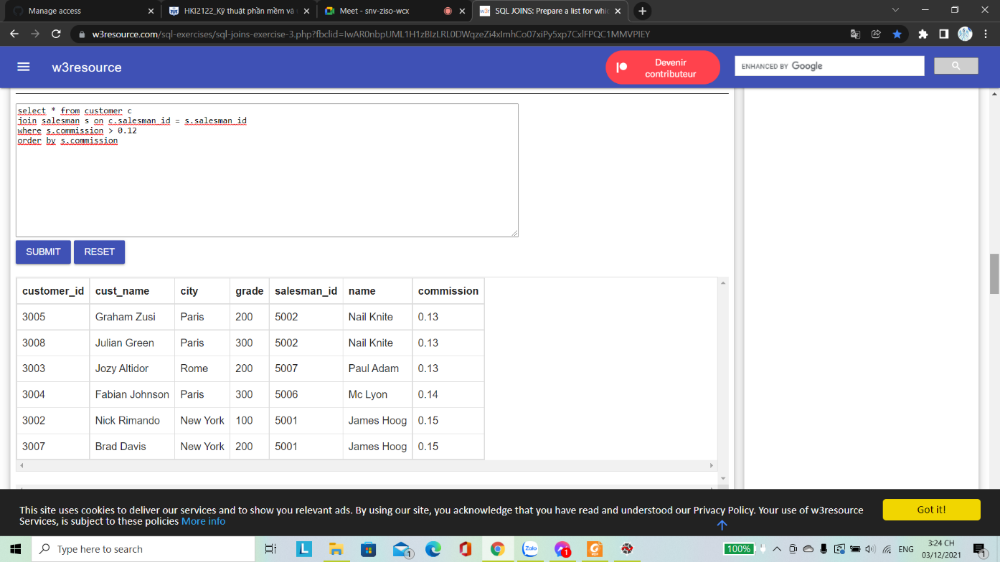 Manage access
HKI2122_Kỹ thuật phần mềm và
Meet - snv-ziso-wcx
SQL JOINS: Prepare a list for whic
w3resource.com/sql-exercises/sql-joins-exercise-3.php?fbclid=IwAR0nbpUML1H1zBIzLRL0DWqzeZi4xImhCo07xiPy5xp7CxlFPQC1MMVPIEY
w3resource
Devenir
contributeur
ENHANCED BY Google
select * from customer c
join salesman s on c.salesman_id = s.salesman_id
where s.commission > 0.12
order by s.commission
SUBMIT RESET
customer_id cust_name city grade salesman_id name commission
3005 Graham Zusi Paris 200 5002 Nail Knite 0.13
3008 Julian Green Paris 300 5002 Nail Knite 0.13
3003 Jozy Altidor Rome 200 5007 Paul Adam 0.13
3004 Fabian Johnson Paris 300 5006 Mc Lyon 0.14
3002 Nick Rimando New York 100 5001 James Hoog 0.15
3007 Brad Davis New York 200 5001 James Hoog 0.15
This site uses cookies to deliver our services and to show you relevant ads. By using our site, you acknowledge that you have read and understood our Privacy Policy. Your use of w3resource
Services, is subject to these policies More info
Got it!
Type here to search
L
1
Zalo
1
100%
ENG
3:24 CH
03/12/2021
1